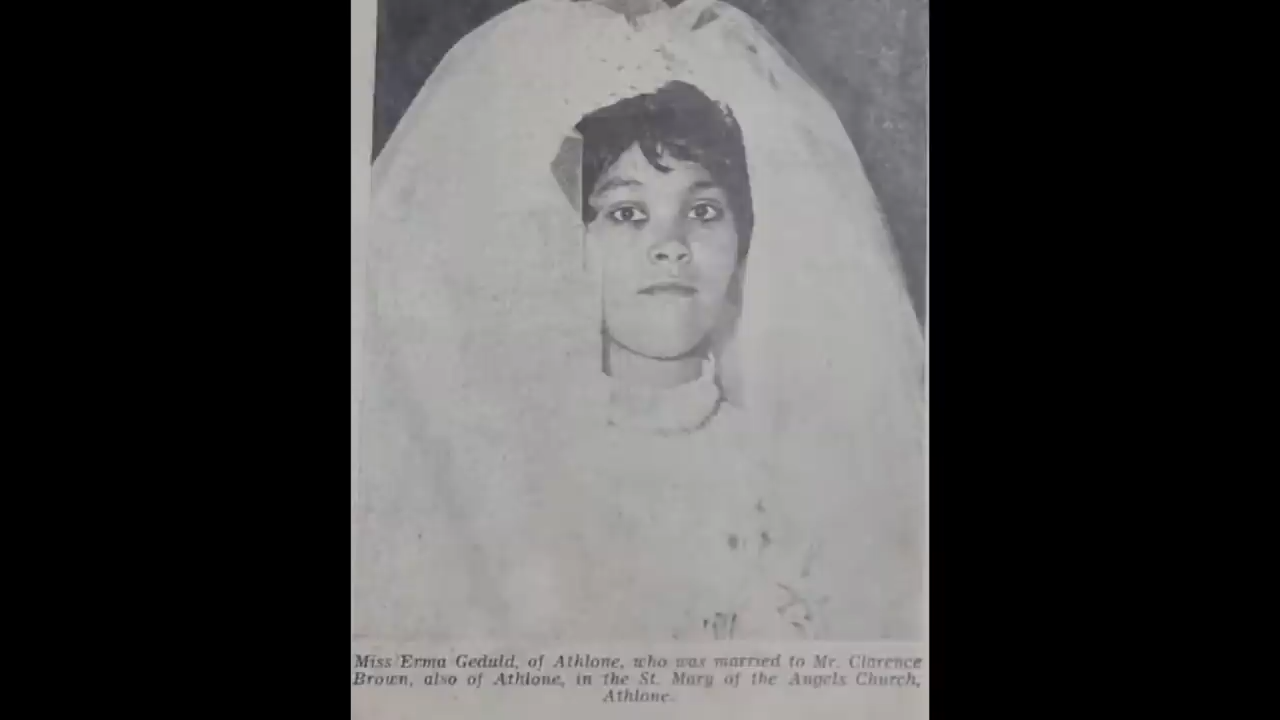 Miss Erma Geduld, of Athlone, who was married to Mr. Clarence
Brown, also of Athlone, in the St. Mary of the Angels Church,
Athlone.